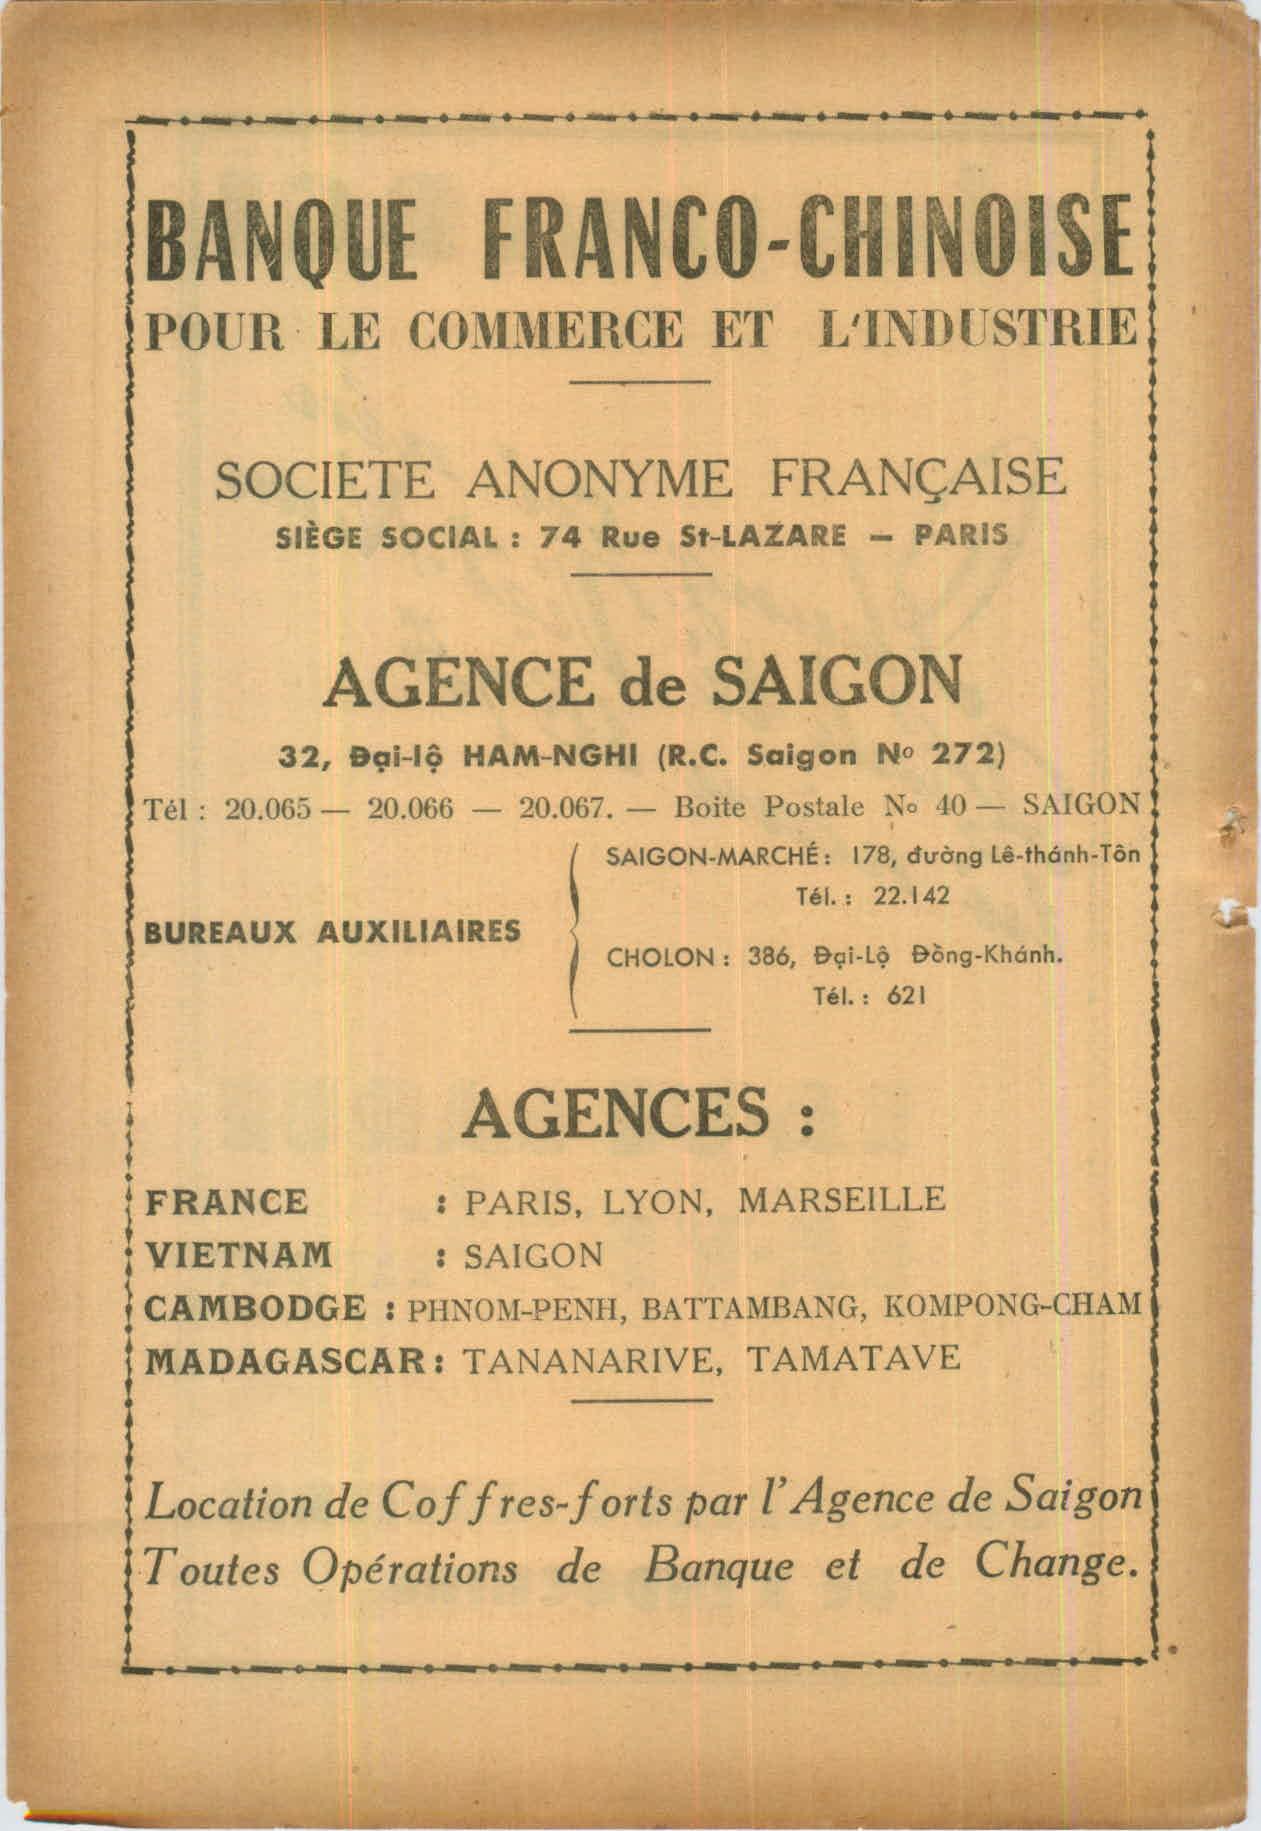 BANQUE FRANCO-CHINOISE
POUR LE COMMERCE ET L'INDUSTRIE
SOCIETE ANONYME FRANÇAISE
SIÈGE SOCIAL : 74 Rue St-LAZARE — PARIS
AGENCE de SAIGON
32, Đại-lộ HAM-NGHI (R.C. Saigon Nº 272)
Tél : 20.065 — 20.066 — 20.067. — Boite Postale Nº 40 — SAIGON
BUREAUX AUXILIAIRES
SAIGON-MARCHÉ : 178, đường Lê-thánh-Tôn
Tél. : 22.142
CHOLON : 386, Đại-Lộ Đồng-Khánh.
Tél. : 621
AGENCES :
FRANCE : PARIS, LYON, MARSEILLE
VIETNAM : SAIGON
CAMBODGE : PHNOM-PENH, BATTAMBANG, KOMPONG-CHAM
MADAGASCAR : TANANARIVE, TAMATAVE
Location de Coffres-forts par l'Agence de Saigon
Toutes Opérations de Banque et de Change.